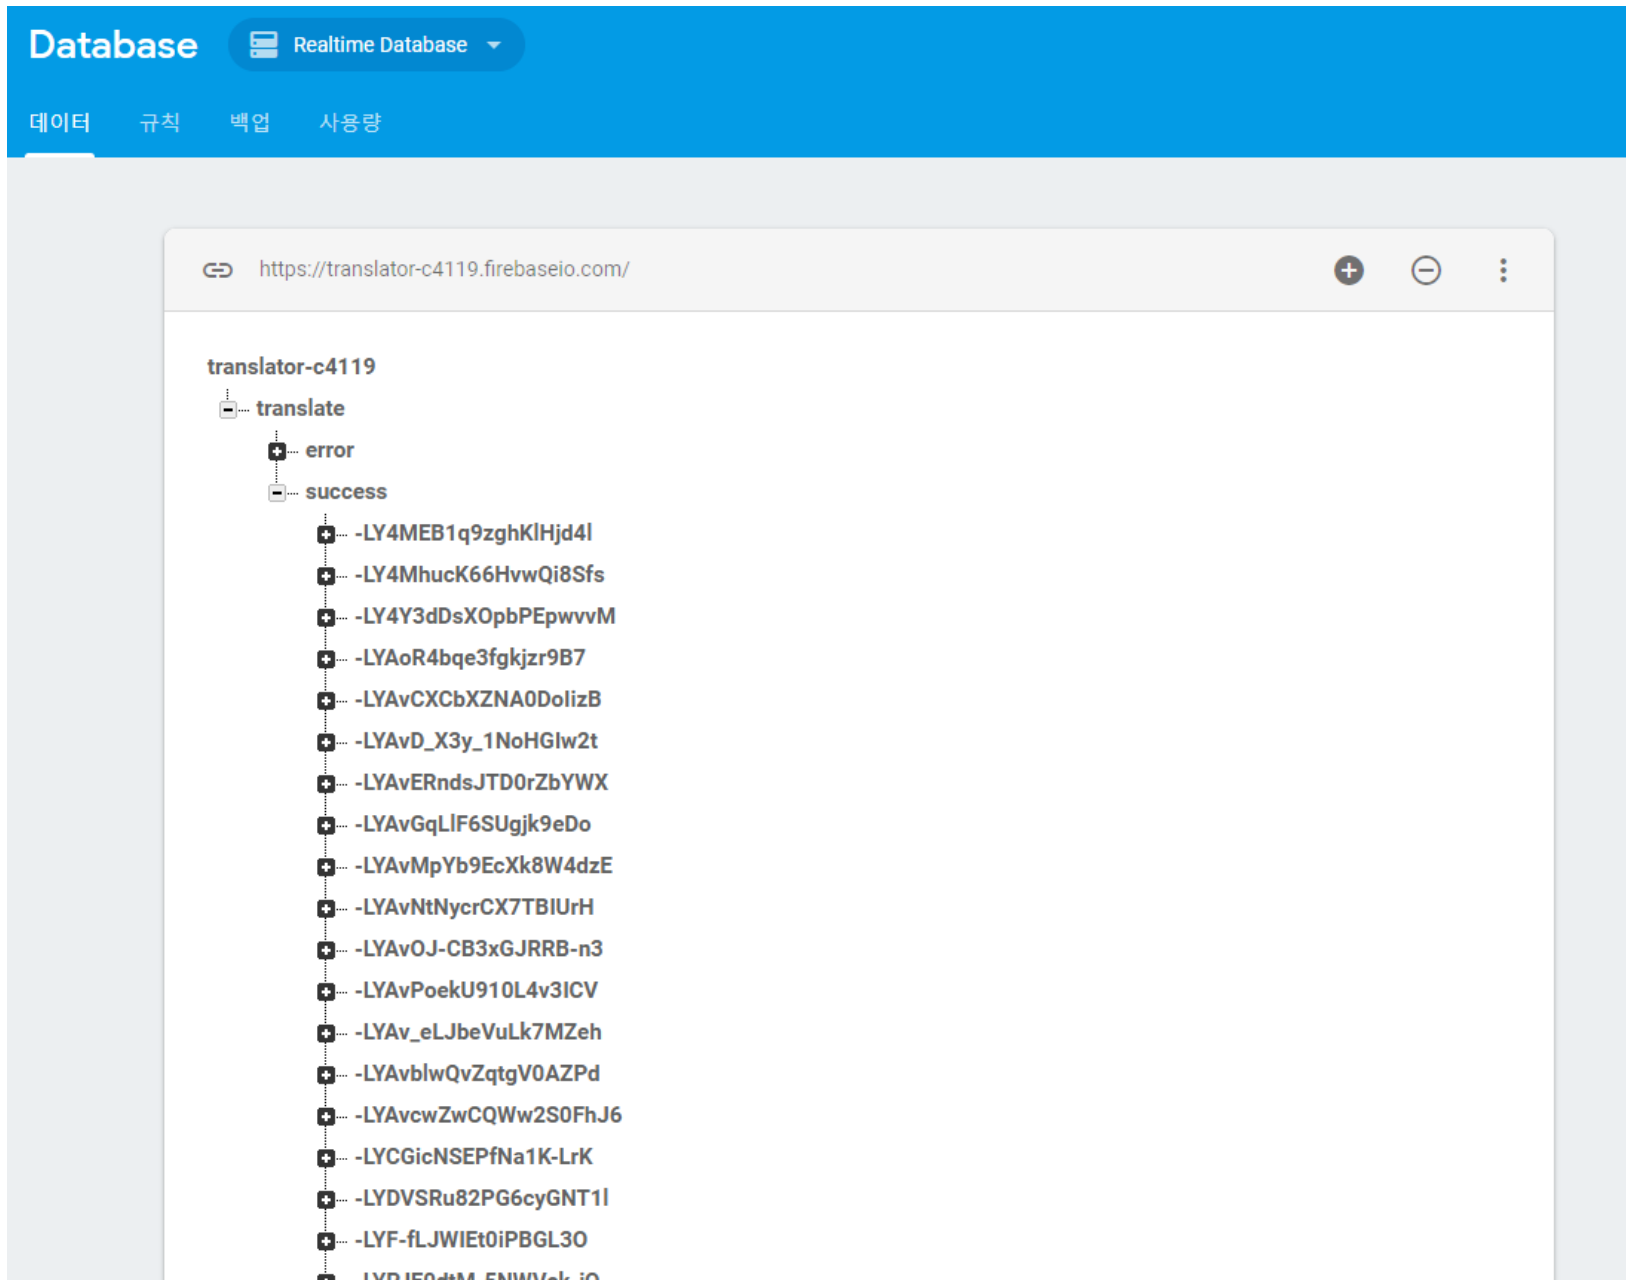 Database Realtime Database
데이터 규칙 백업 사용량
https://translator-c4119.firebaseio.com/
translator-c4119
translate
error
success
-LY4MEB1q9zghKlHjd4l
-LY4MhucK66HvwQi8Sfs
-LY4Y3dDsXOpbPEpwvvM
-LYAoR4bqe3fgkjzr9B7
-LYAvCXCbXZNA0DoIizB
-LYAvD_X3y_1NoHGIw2t
-LYAvERndsJTD0rZbYWX
-LYAvGqLlF6SUgjk9eDo
-LYAvMpYb9EcXk8W4dzE
-LYAvNtNycrCX7TBIUrH
-LYAvOJ-CB3xGJRRB-n3
-LYAvPoekU910L4v3ICV
-LYAv_eLJbeVuLk7MZeh
-LYAvblwQvZqtgV0AZPd
-LYAvcwZwCQWw2S0FhJ6
-LYCGicNSEPfNa1K-LrK
-LYDVSRu82PG6cyGNT1l
-LYF-fLJWIEt0iPBGL3O